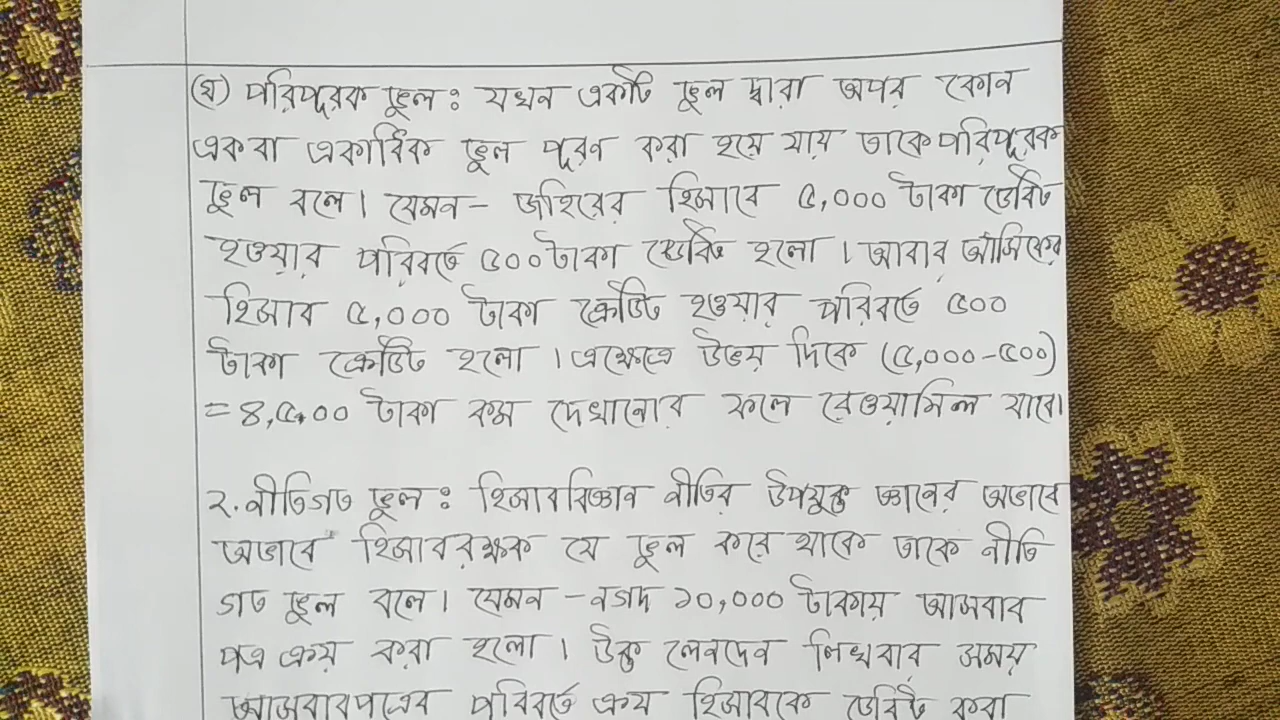 (ঘ) পরিপূরক ভুল : যখন একটি ভুল দ্বারা অপর কোন
এক বা একাধিক ভুল পূরণ করা হয়ে যায় তাকে পরিপূরক
ভুল বলে। যেমন - জহিরের হিসাবে ৫,০০০ টাকা ডেবিট
হওয়ার পরিবর্তে ৫০০ টাকা ডেবিট হলো। আবার আসিকের
হিসাব ৫,০০০ টাকা ক্রেডিট হওয়ার পরিবর্তে ৫০০
টাকা ক্রেডিট হলো। এক্ষেত্রে উভয় দিকে (৫,০০০-৫০০)
= ৪,৫০০ টাকা কম দেখানোর ফলে রেওয়ামিল যাবে।
২. নীতিগত ভুল : হিসাববিজ্ঞান নীতির উপযুক্ত জ্ঞানের অভাবে
অভাবে হিসাবরক্ষক যে ভুল করে থাকে তাকে নীতি
গত ভুল বলে। যেমন - নগদ ১০,০০০ টাকায় আসবাব
পত্র ক্রয় করা হলো। উক্ত লেনদেন লিখবার সময়
আসবাবপত্রের পরিবর্তে ক্রয় হিসাবকে ডেবিট করা